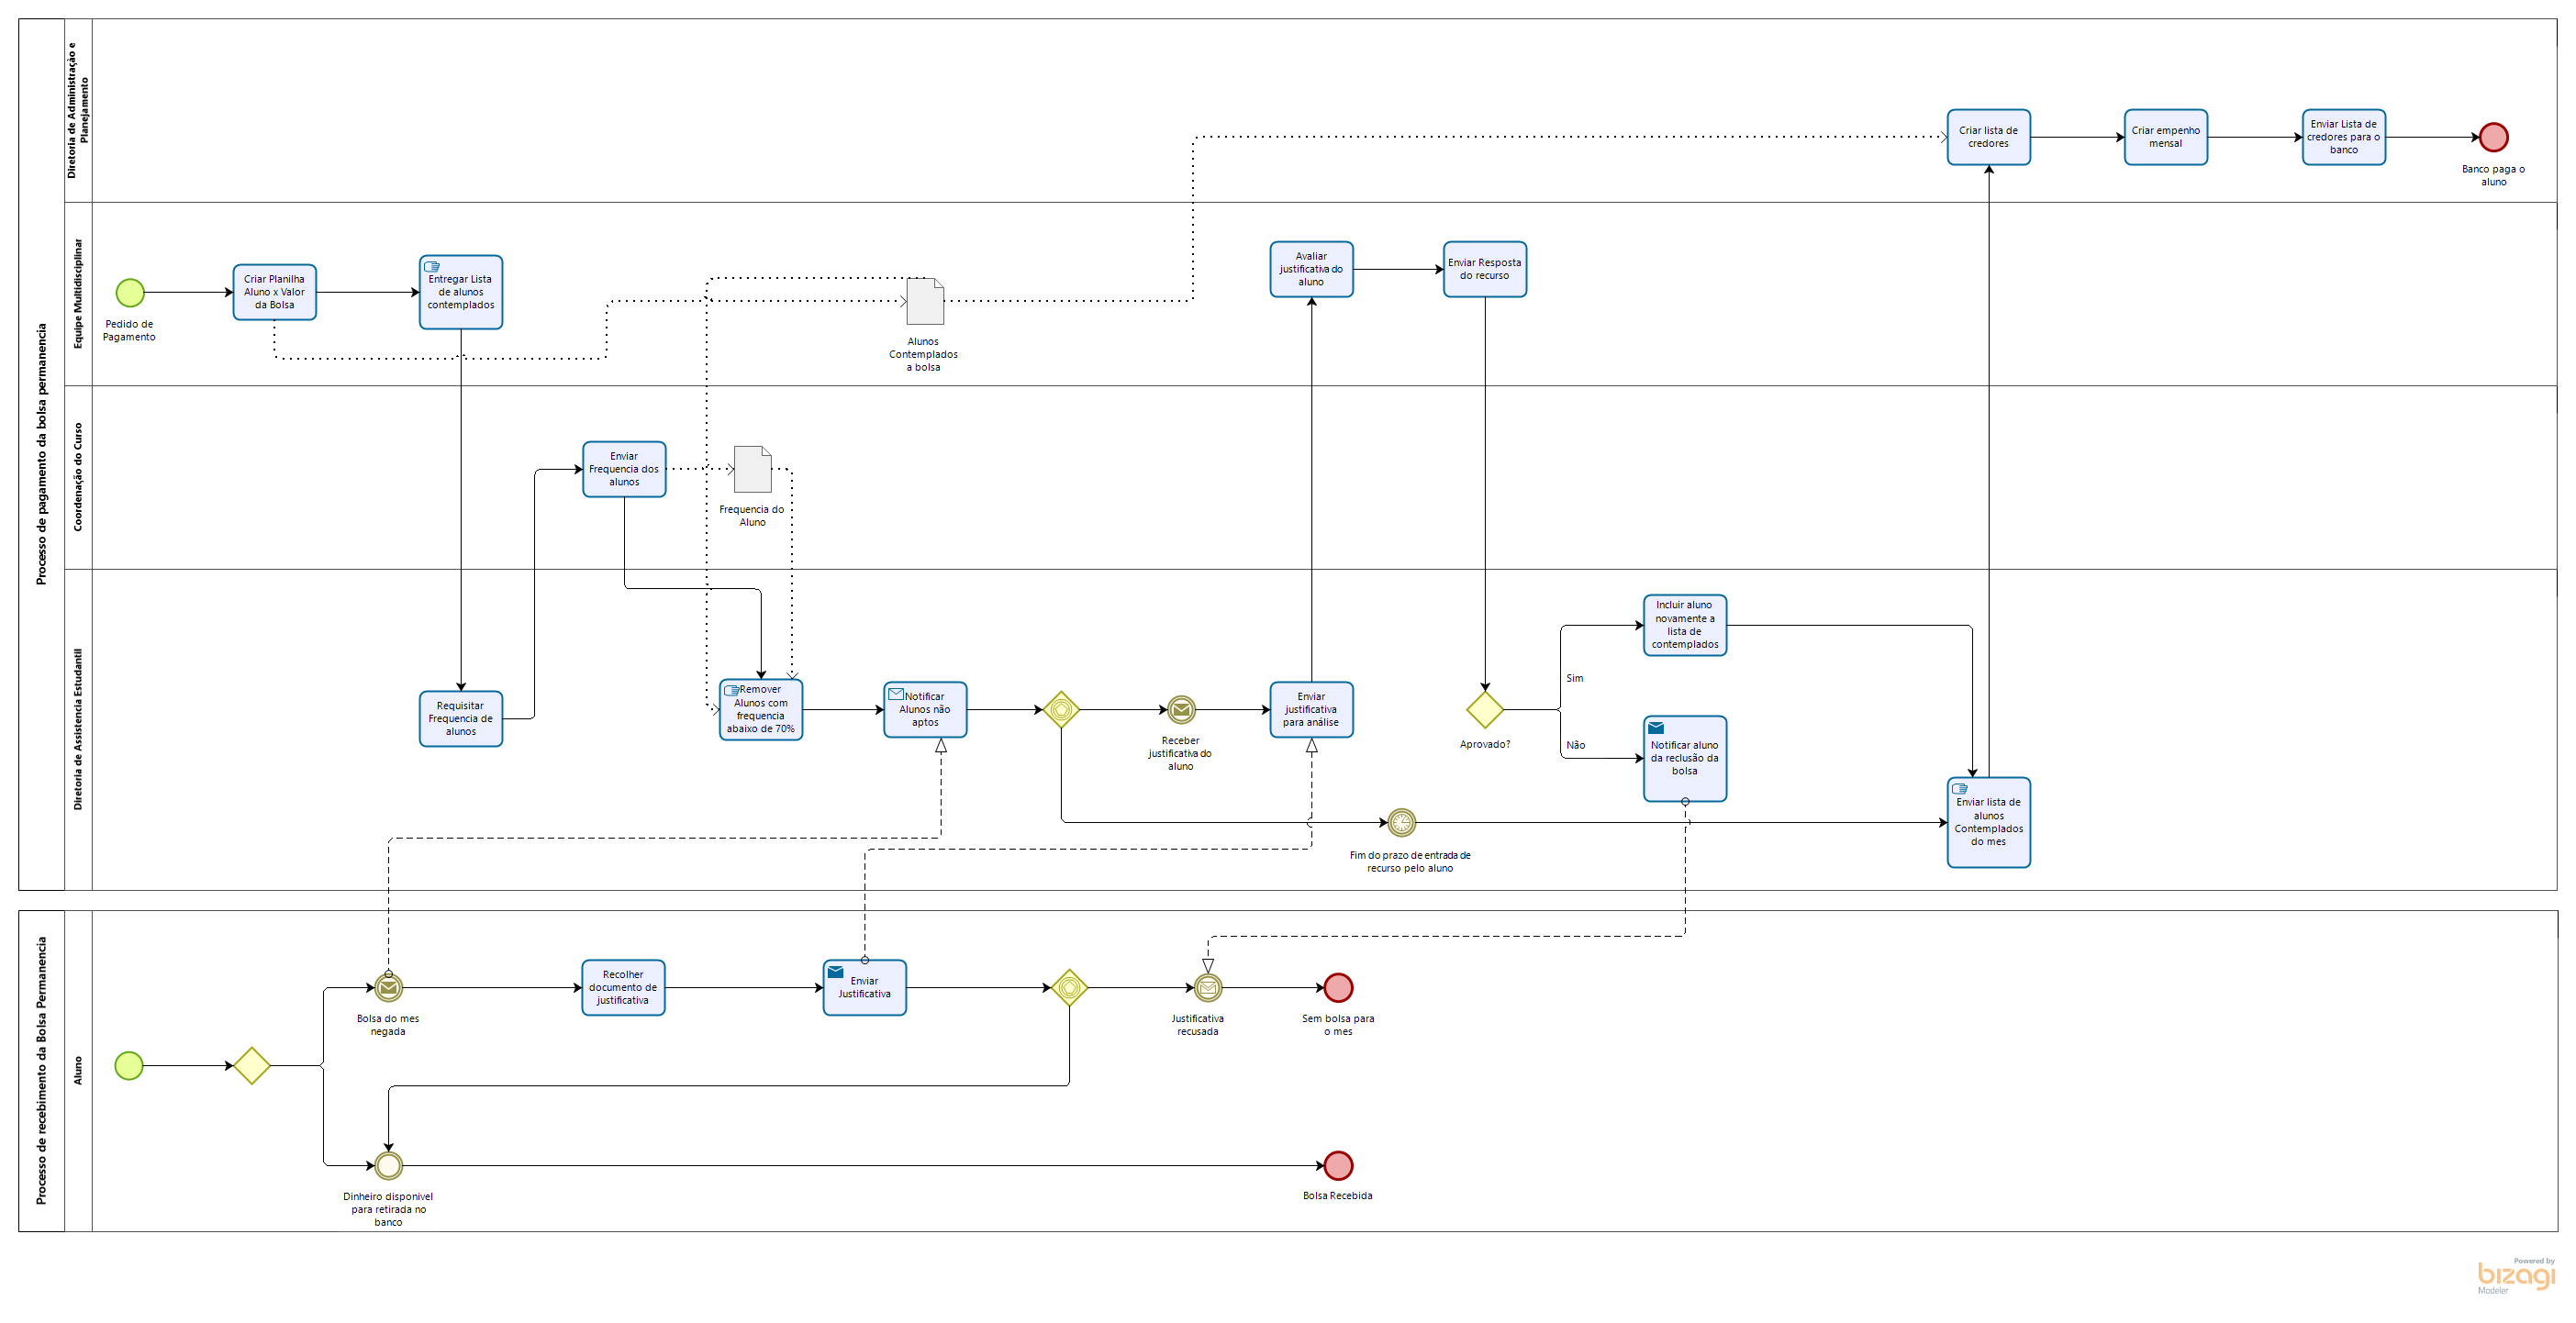 Processo de pagamento da bolsa permanencia
Diretoria de Administração e
Planejamento
Criar lista de
credores
Criar empenho
mensal
Enviar Lista de
credores para o
banco
Banco paga o
aluno
Equipe Multidisciplinar
Pedido de
Pagamento
Criar Planilha
Aluno x Valor
da Bolsa
Entregar Lista
de alunos
contemplados
Alunos
Contemplados
a bolsa
Avaliar
justificativa do
aluno
Enviar Resposta
do recurso
Coordenação do Curso
Enviar
Frequencia dos
alunos
Frequencia do
Aluno
Diretoria de Assistencia Estudantil
Requisitar
Frequencia de
alunos
Remover
Alunos com
frequencia
abaixo de 70%
Notificar
Alunos não
aptos
Receber
justificativa do
aluno
Enviar
justificativa
para análise
Fim do prazo de entrada de
recurso pelo aluno
Aprovado?
Sim
Não
Incluir aluno
novamente a
lista de
contemplados
Notificar aluno
da reclusão da
bolsa
Enviar lista de
alunos
Contemplados
do mes
Processo de recebimento da Bolsa Permanencia
Aluno
Bolsa do mes
negada
Recolher
documento de
justificativa
Enviar
Justificativa
Justificativa
recusada
Sem bolsa para
o mes
Dinheiro disponivel
para retirada no
banco
Bolsa Recebida
Powered by
bizagi
Modeler